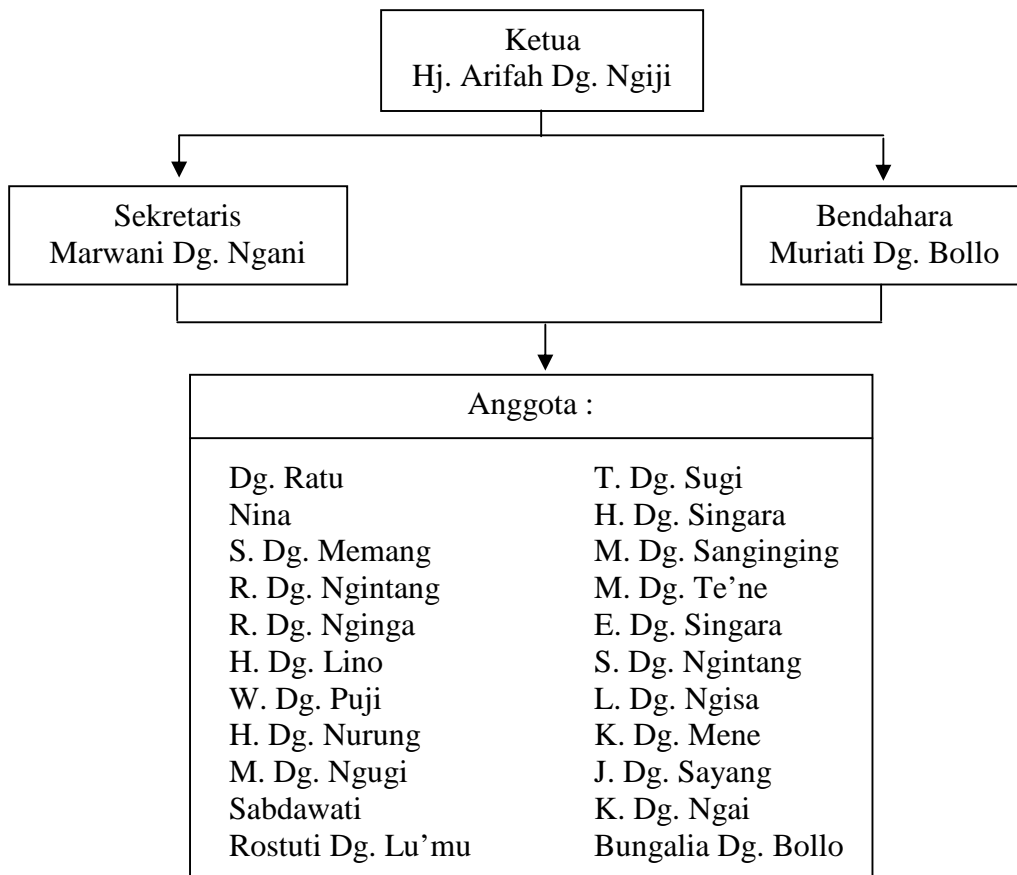 Ketua
Hj. Arifah Dg. Ngiji
Sekretaris
Marwani Dg. Ngani
Bendahara
Muriati Dg. Bollo
Anggota :
Dg. Ratu
Nina
S. Dg. Memang
R. Dg. Ngintang
R. Dg. Nginga
H. Dg. Lino
W. Dg. Puji
H. Dg. Nurung
M. Dg. Ngugi
Sabdawati
Rostuti Dg. Lu’mu
T. Dg. Sugi
H. Dg. Singara
M. Dg. Sanginging
M. Dg. Te’ne
E. Dg. Singara
S. Dg. Ngintang
L. Dg. Ngisa
K. Dg. Mene
J. Dg. Sayang
K. Dg. Ngai
Bungalia Dg. Bollo